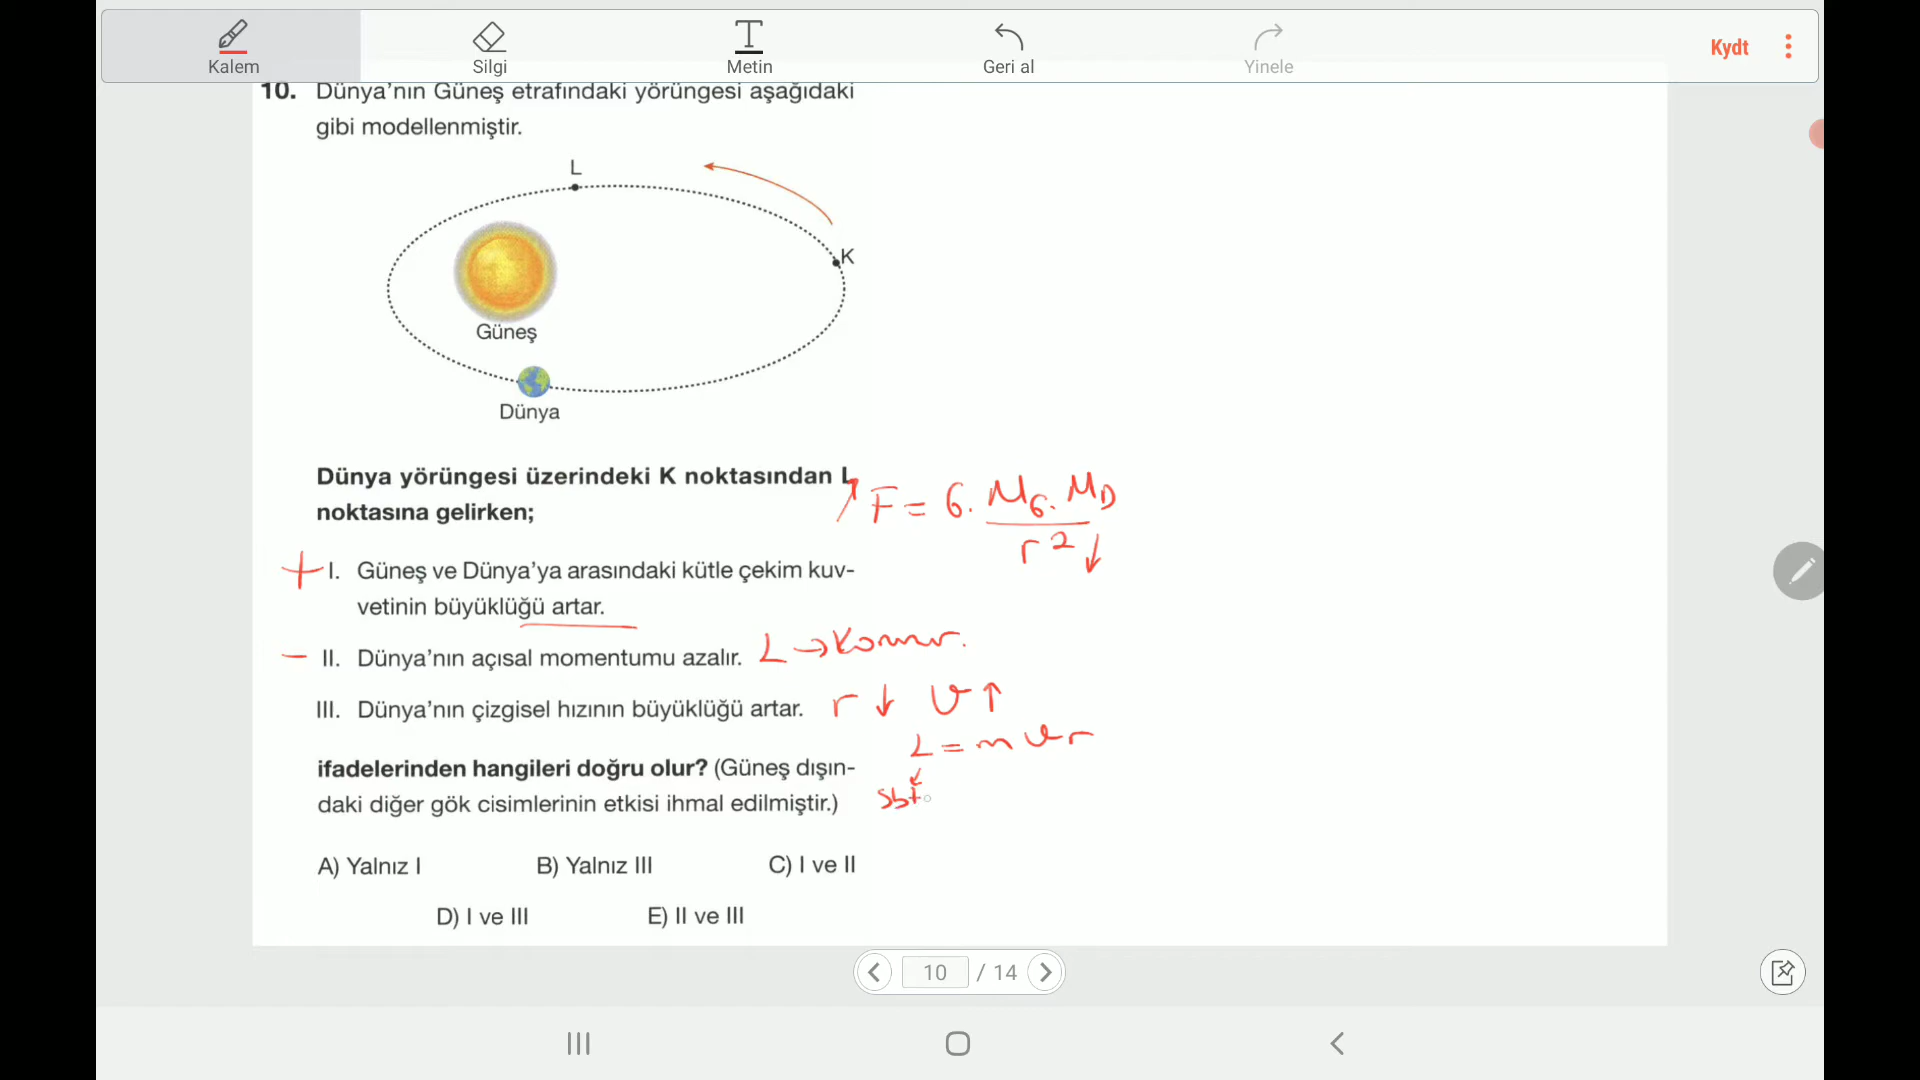 Kalem
Silgi
Metin
Geri al
Yinele
Kydt
10. Dünya'nın Güneş etrafındaki yörüngesi aşağıdaki
gibi modellenmiştir.
L
K
Güneş
Dünya
Dünya yörüngesi üzerindeki K noktasından L
noktasına gelirken;
F = G. MG. MD
r²
+ I. Güneş ve Dünya'ya arasındaki kütle çekim kuv-
vetinin büyüklüğü artar.
- II. Dünya'nın açısal momentumu azalır. L → Korunur.
III. Dünya'nın çizgisel hızının büyüklüğü artar. r ↓ v ↑
L = m v r
sbt
ifadelerinden hangileri doğru olur? (Güneş dışın-
daki diğer gök cisimlerinin etkisi ihmal edilmiştir.)
A) Yalnız I B) Yalnız III C) I ve II
D) I ve III E) II ve III
10 / 14